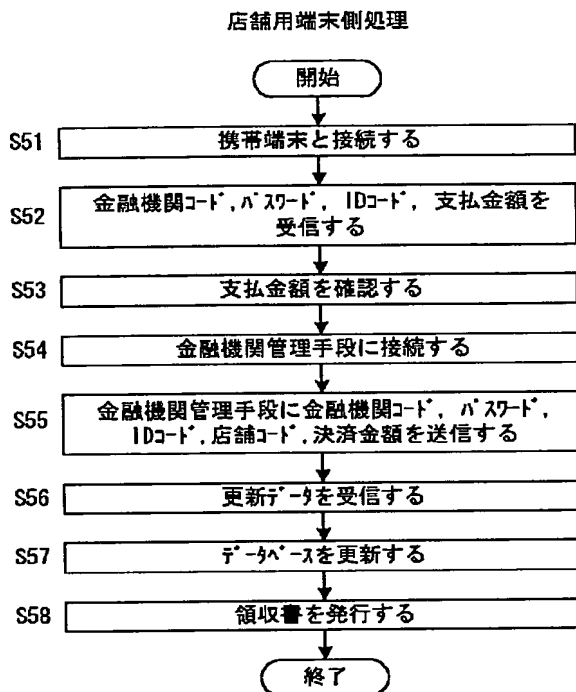 店舗用端末側処理
開始
S51 携帯端末と接続する
S52 金融機関コード，パスワード， IDコード， 支払金額を
受信する
S53 支払金額を確認する
S54 金融機関管理手段に接続する
S55 金融機関管理手段に金融機関コード， パスワード，
IDコード，店舗コード，決済金額を送信する
S56 更新データを受信する
S57 データベースを更新する
S58 領収書を発行する
終了